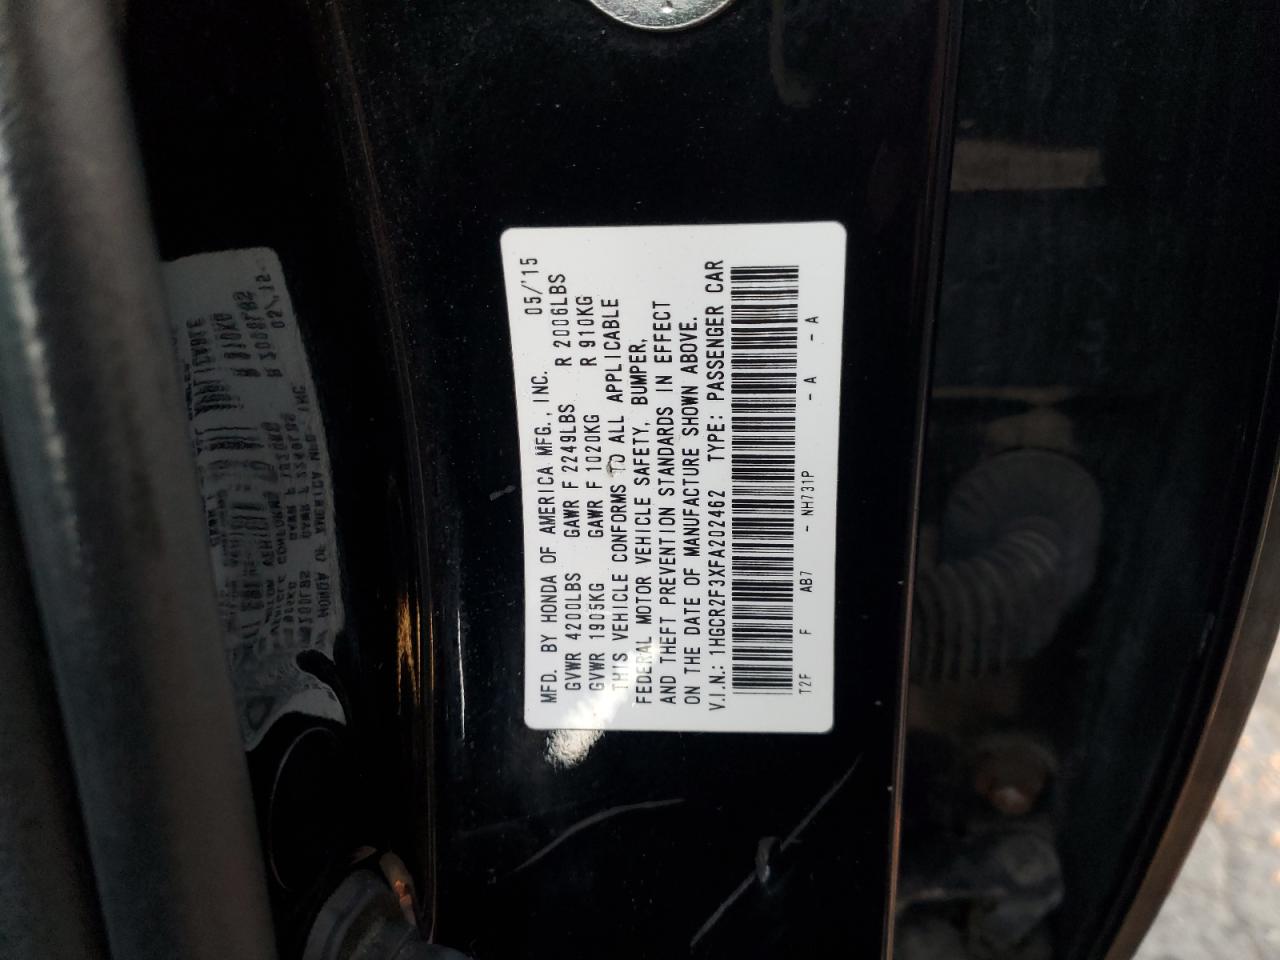 MFD. BY HONDA OF AMERICA MFG., INC. 05/'15
GVWR 4200LBS GAWR F 2249LBS R 2006LBS
GVWR 1905KG GAWR F 1020KG R 910KG
THIS VEHICLE CONFORMS TO ALL APPLICABLE
FEDERAL MOTOR VEHICLE SAFETY, BUMPER,
AND THEFT PREVENTION STANDARDS IN EFFECT
ON THE DATE OF MANUFACTURE SHOWN ABOVE.
V.I.N.: 1HGCR2F3XFA202462 TYPE: PASSENGER CAR
T2F F AB7 - NH731P - A - A